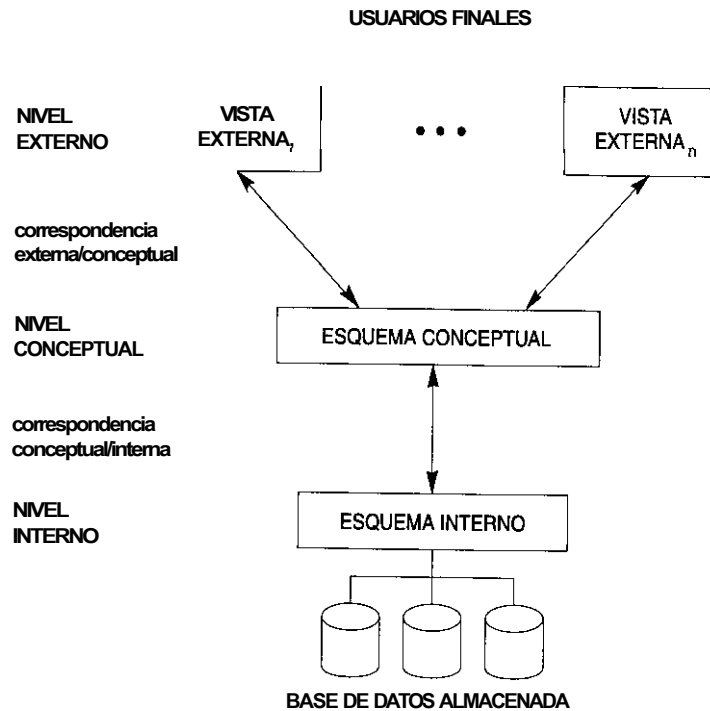 USUARIOS FINALES
NIVEL
EXTERNO
VISTA
EXTERNA₁
• • •
VISTA
EXTERNAₙ
correspondencia
externa/conceptual
NIVEL
CONCEPTUAL
ESQUEMA CONCEPTUAL
correspondencia
conceptual/interna
NIVEL
INTERNO
ESQUEMA INTERNO
BASE DE DATOS ALMACENADA